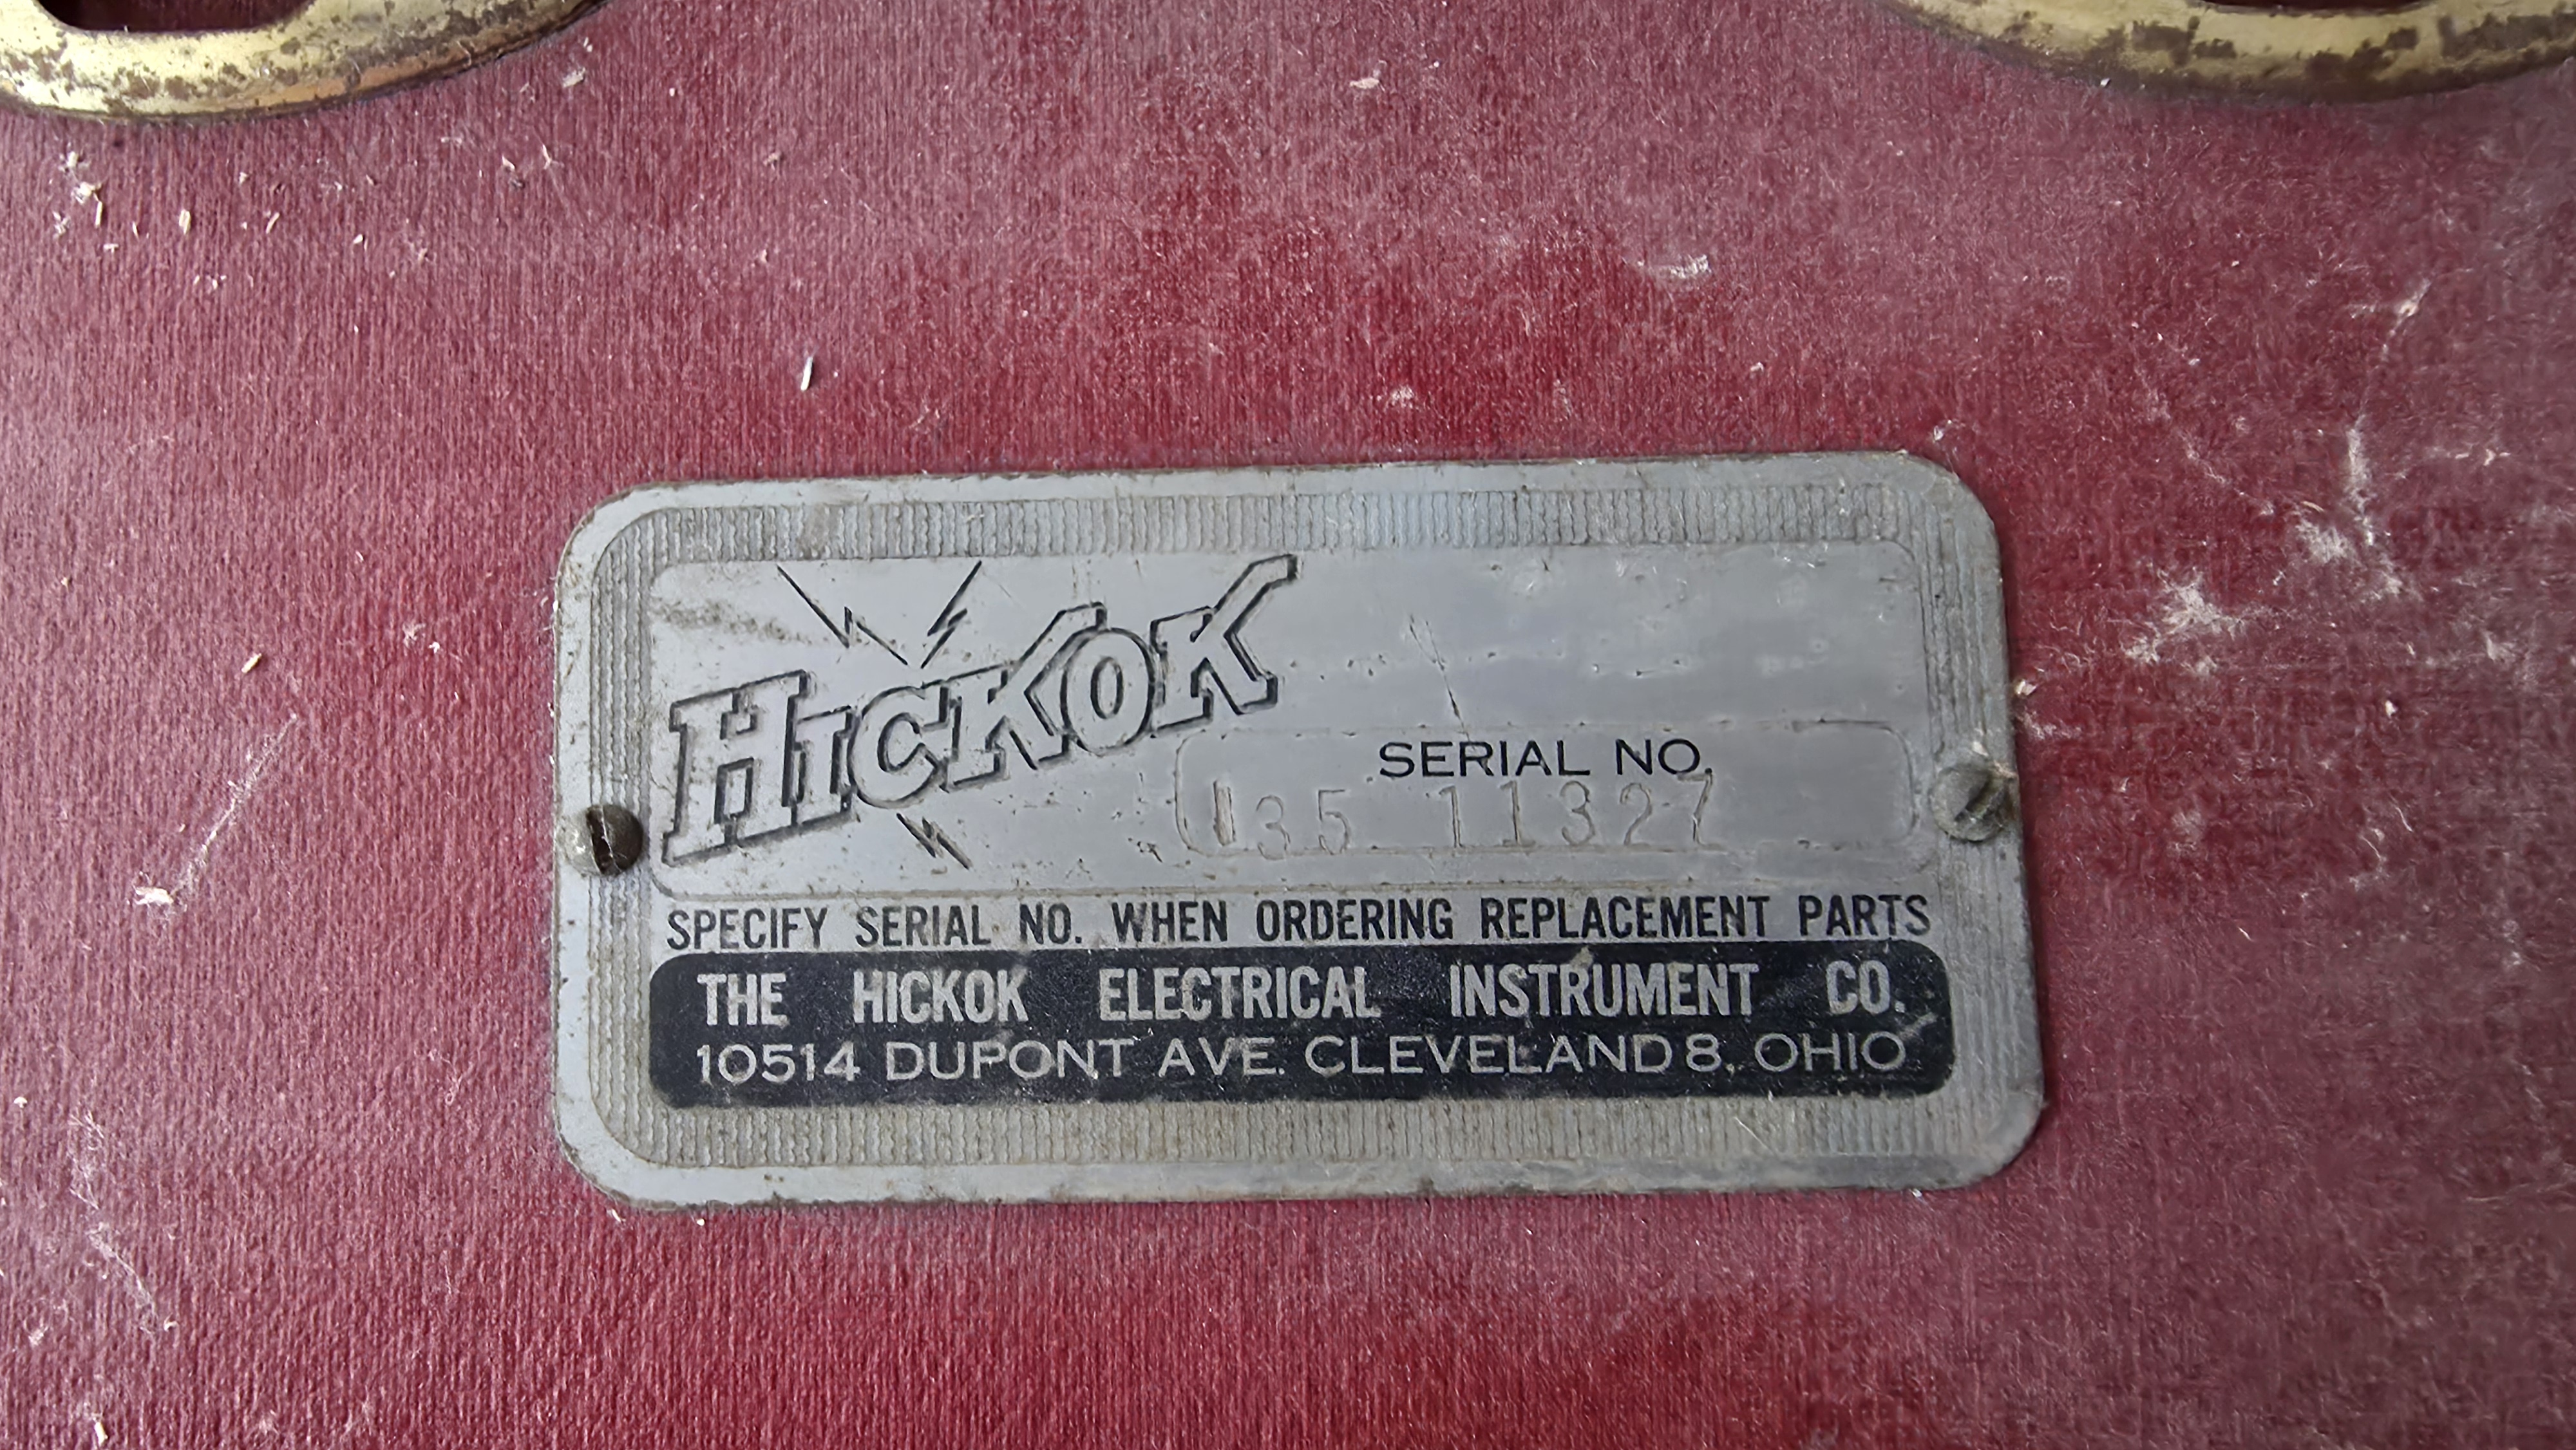 HICKOK
SERIAL NO.
135 11327
SPECIFY SERIAL NO. WHEN ORDERING REPLACEMENT PARTS
THE HICKOK ELECTRICAL INSTRUMENT CO.
10514 DUPONT AVE. CLEVELAND 8, OHIO